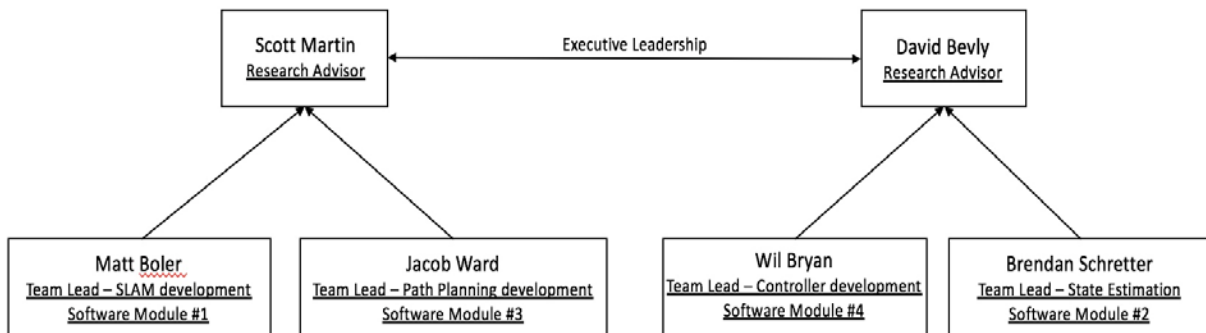 Scott Martin
Research Advisor
Executive Leadership
David Bevly
Research Advisor
Matt Boler
Team Lead – SLAM development
Software Module #1
Jacob Ward
Team Lead – Path Planning development
Software Module #3
Wil Bryan
Team Lead – Controller development
Software Module #4
Brendan Schretter
Team Lead – State Estimation
Software Module #2